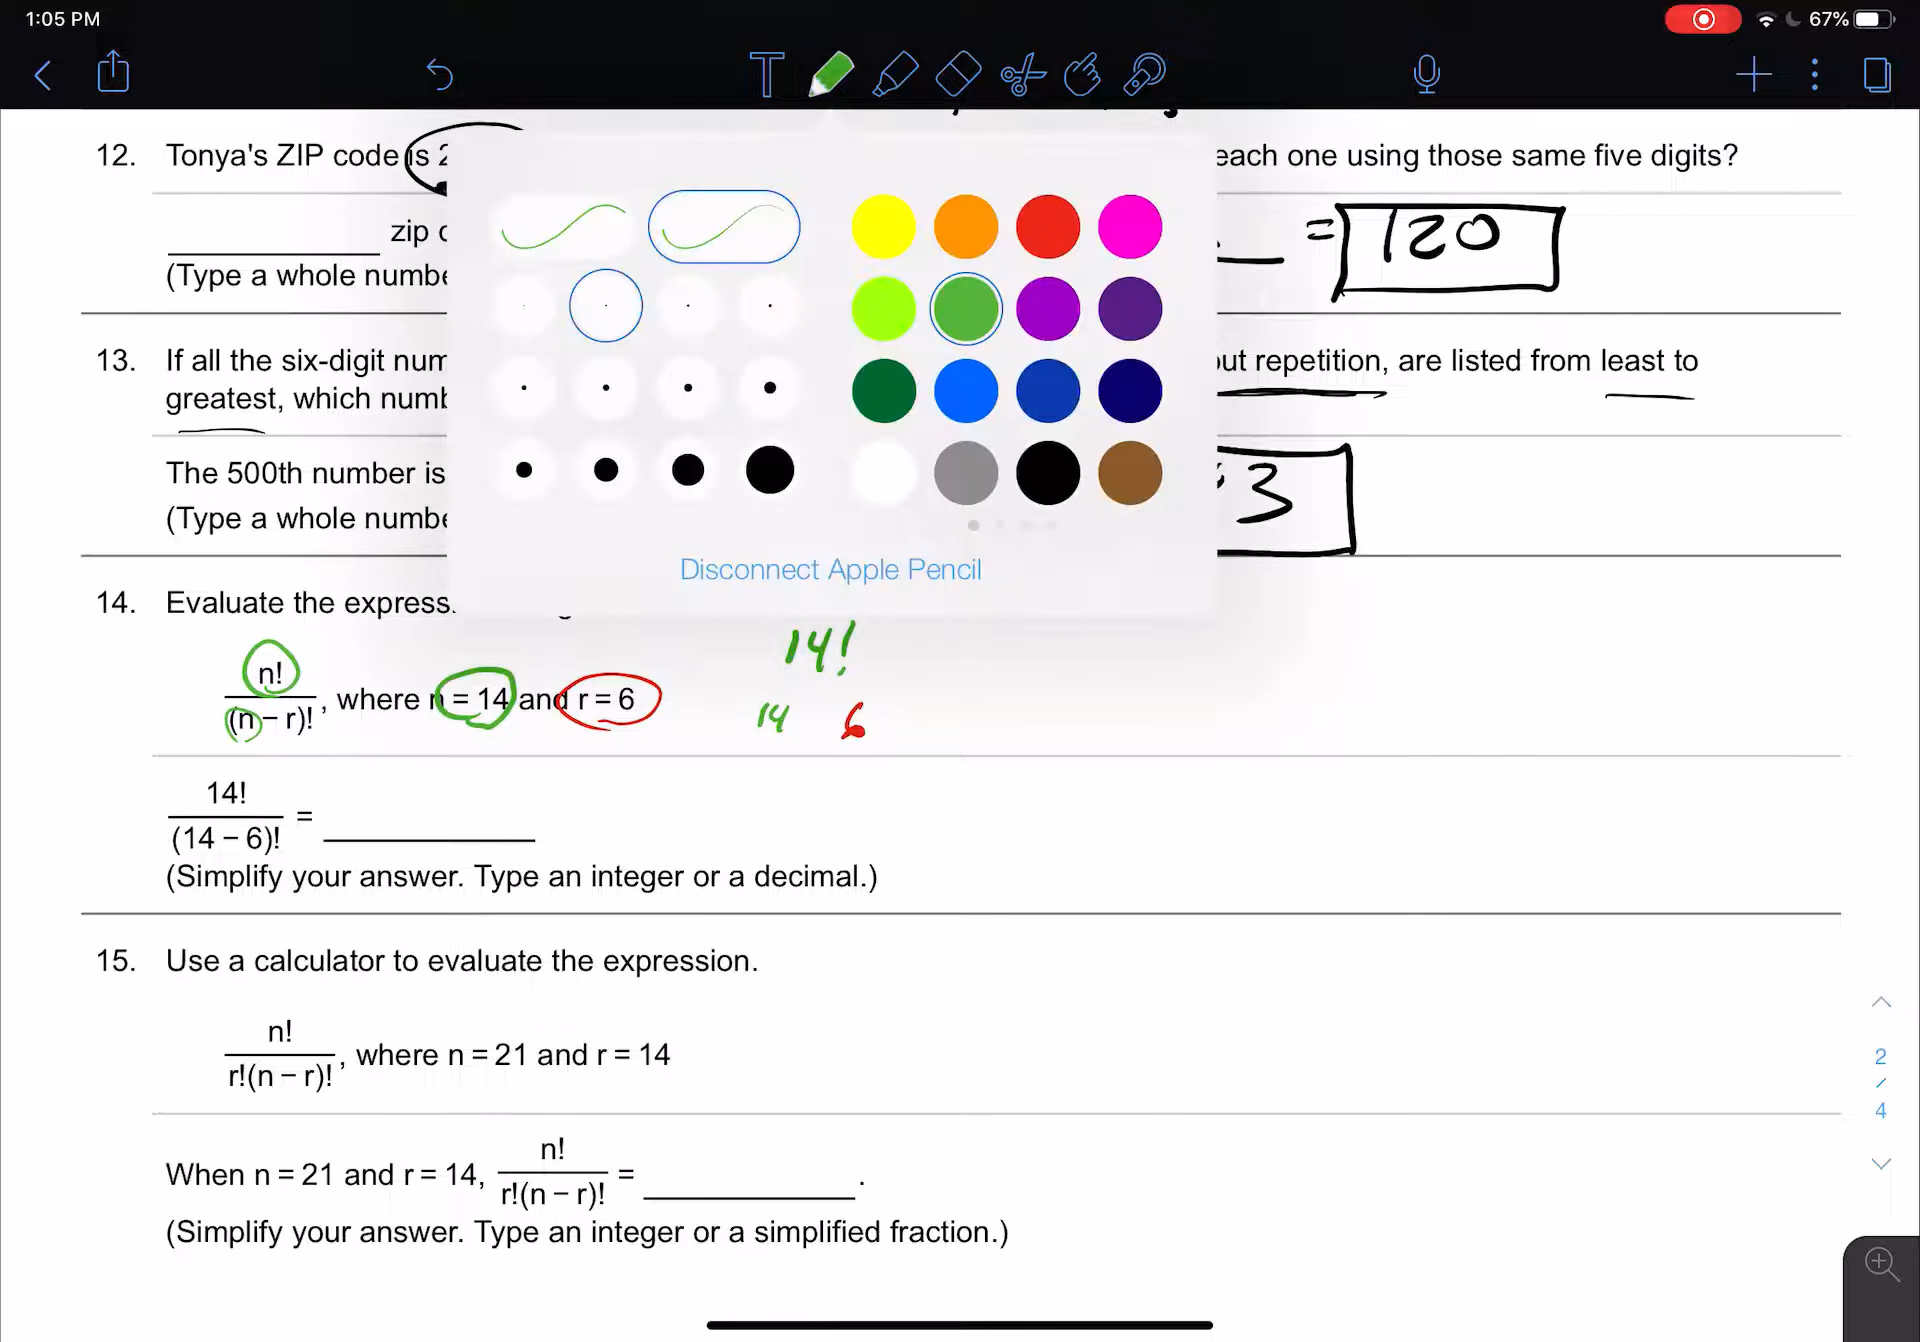 1:05 PM
67%
12. Tonya's ZIP code is 2 each one using those same five digits?
zip = 120
(Type a whole numbe
13. If all the six-digit num repetition, are listed from least to
greatest, which numb
The 500th number is 3
(Type a whole numbe
Disconnect Apple Pencil
14. Evaluate the express
14!
n!
(n − r)!
, where n = 14 and r = 6
14 6
14!
(14 − 6)!
= 
(Simplify your answer. Type an integer or a decimal.)
15. Use a calculator to evaluate the expression.
n!
r!(n − r)!
, where n = 21 and r = 14
2
/
4
When n = 21 and r = 14,
n!
r!(n − r)!
= .
(Simplify your answer. Type an integer or a simplified fraction.)